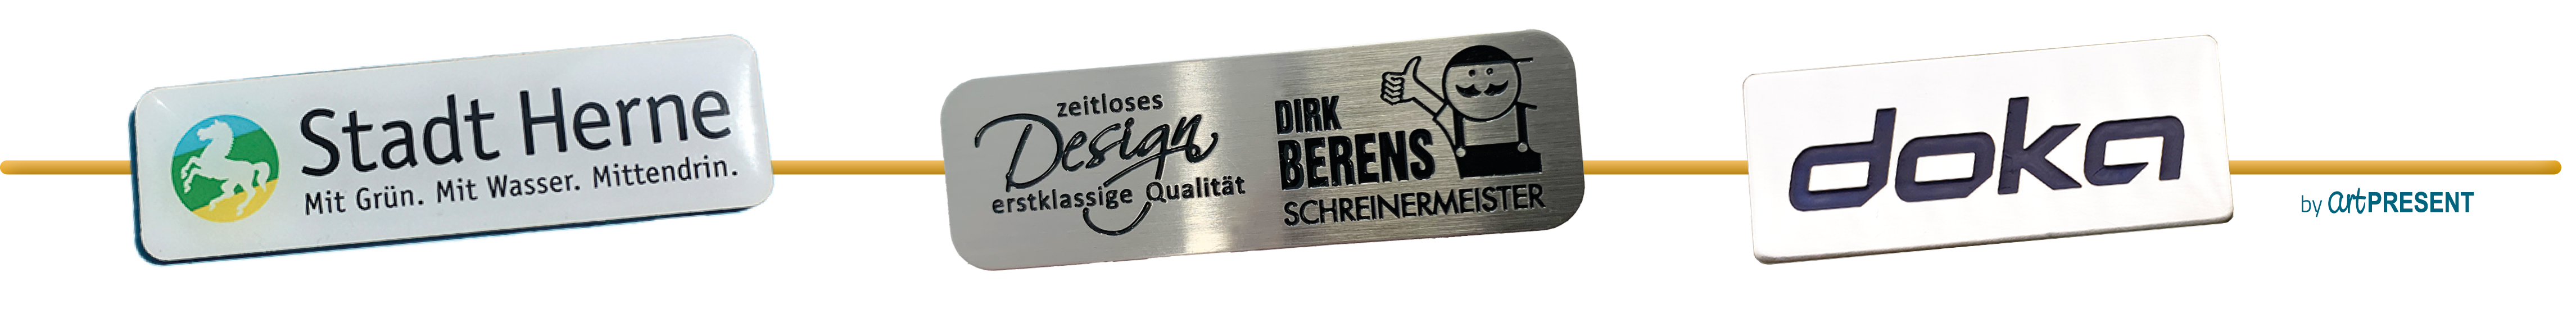 Stadt Herne
Mit Grün. Mit Wasser. Mittendrin.
zeitloses
Design
erstklassige Qualität
DIRK
BERENS
SCHREINERMEISTER
doka
by artPRESENT